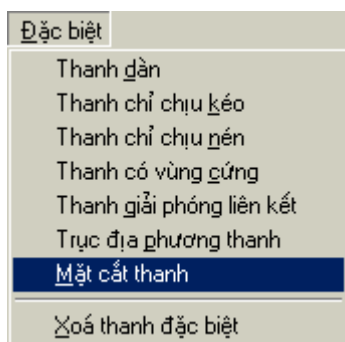 Đặc biệt
Thanh dàn
Thanh chỉ chịu kéo
Thanh chỉ chịu nén
Thanh có vùng cứng
Thanh giải phóng liên kết
Trục địa phương thanh
Mặt cắt thanh
Xoá thanh đặc biệt